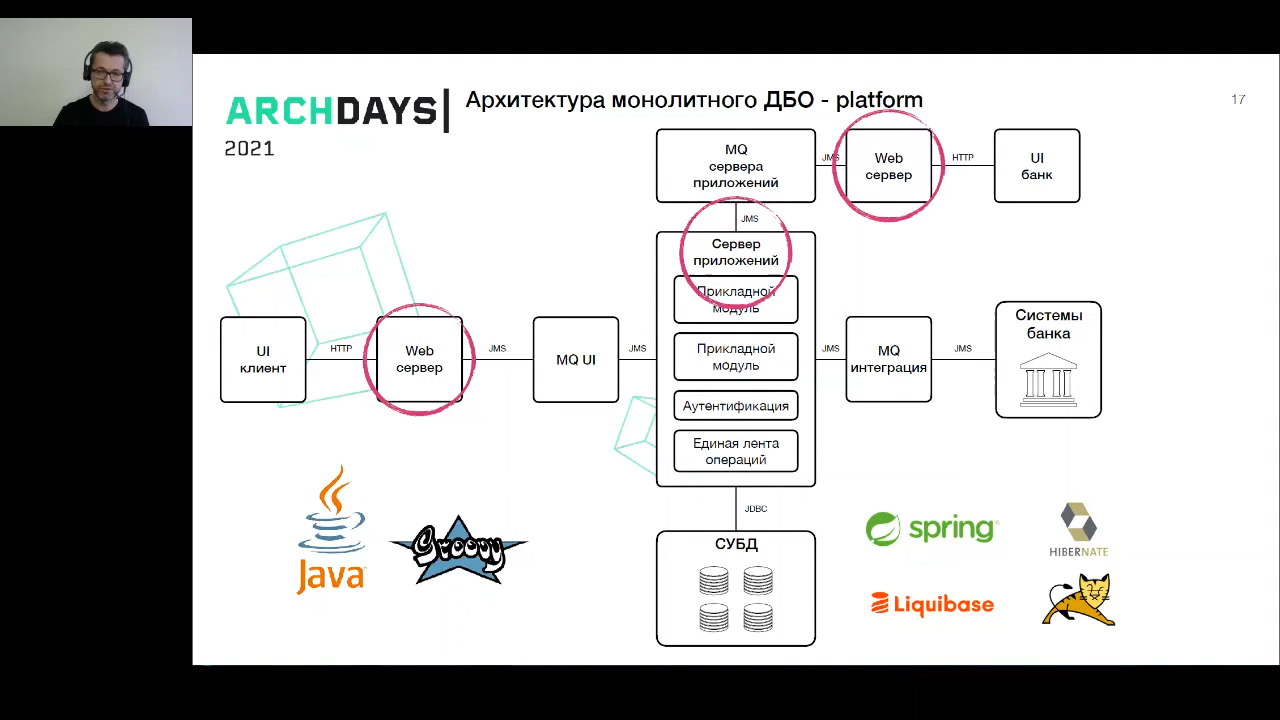 ARCHDAYS
2021
Архитектура монолитного ДБО - platform
17
MQ
сервера
приложений
JMS
Web
сервер
HTTP
UI
банк
JMS
Сервер
приложений
Прикладной
модуль
Прикладной
модуль
Аутентификация
Единая лента
операций
UI
клиент
HTTP
Web
сервер
JMS
MQ UI
JMS
JMS
MQ
интеграция
JMS
Системы
банка
JDBC
СУБД
Java
Groovy
spring
HIBERNATE
Liquibase